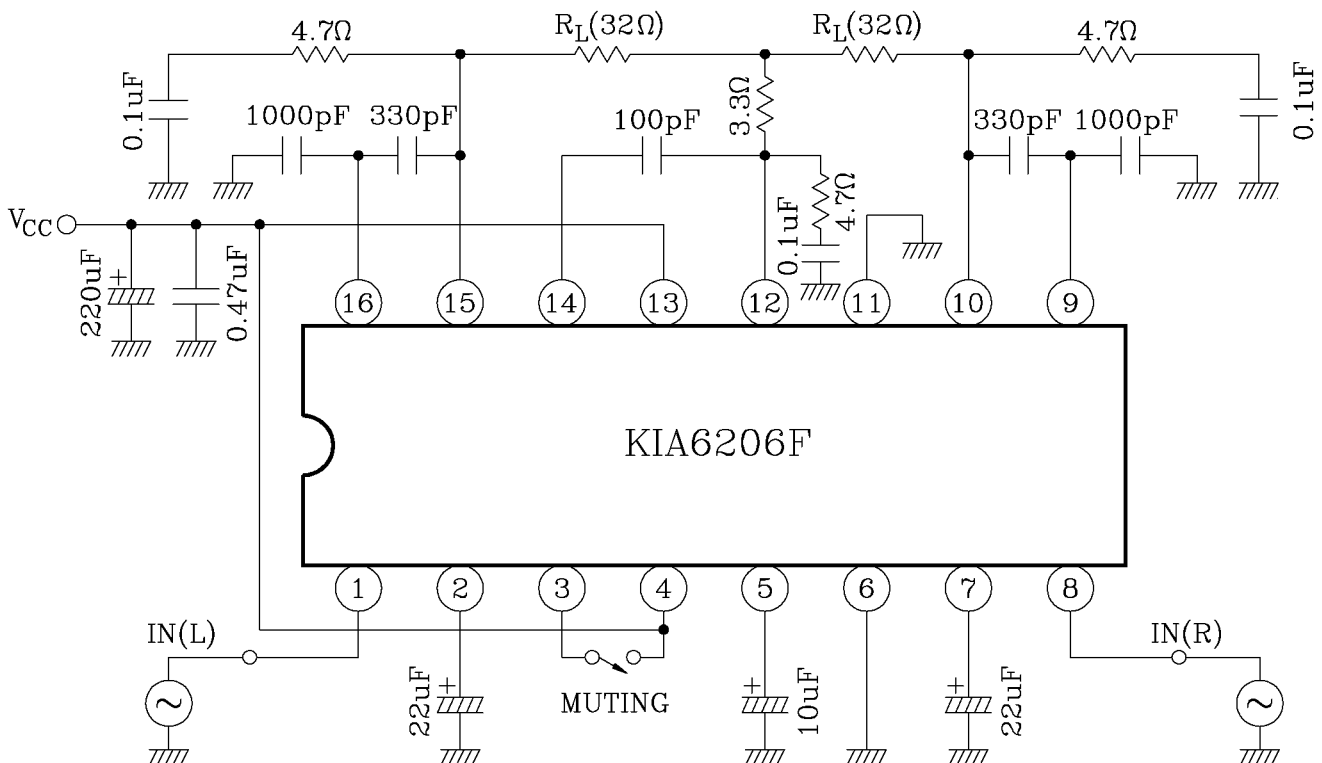 4.7Ω
R_L(32Ω)
R_L(32Ω)
4.7Ω
0.1uF
1000pF
330pF
100pF
3.3Ω
330pF
1000pF
0.1uF
V_CC
220uF
+
0.47uF
0.1uF
4.7Ω
16
15
14
13
12
11
10
9
KIA6206F
1
2
3
4
5
6
7
8
IN(L)
IN(R)
MUTING
22uF
+
10uF
+
22uF
+